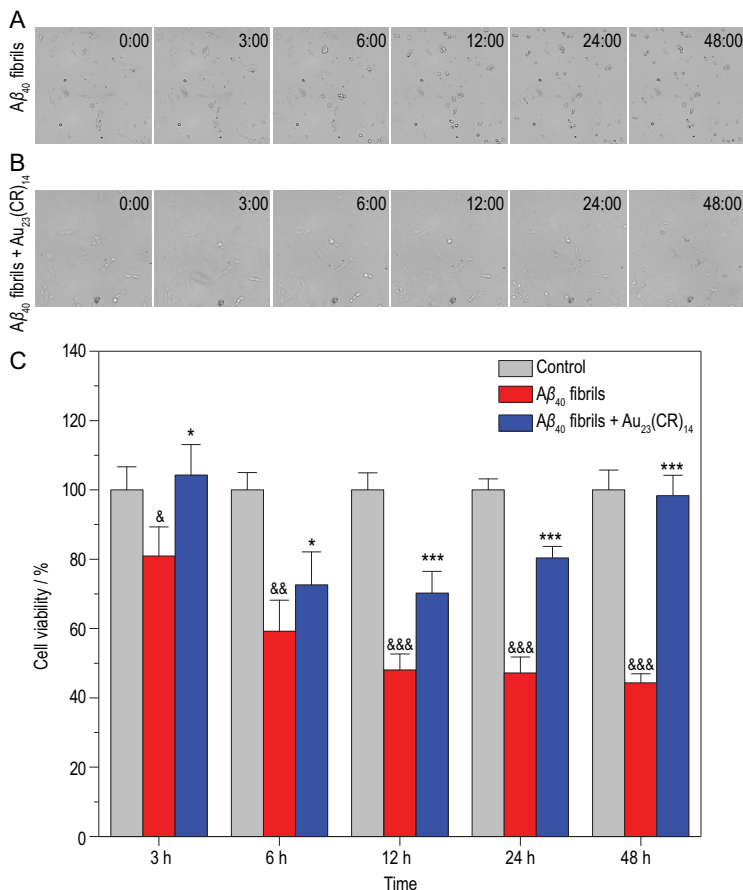 A
Aβ₄₀ fibrils
0:00
3:00
6:00
12:00
24:00
48:00
B
Aβ₄₀ fibrils + Au₂₃(CR)₁₄
0:00
3:00
6:00
12:00
24:00
48:00
C
Cell viability / %
140
120
100
80
60
40
20
0
Control
Aβ₄₀ fibrils
Aβ₄₀ fibrils + Au₂₃(CR)₁₄
&
*
&&
*
&&&
***
&&&
***
&&&
***
3 h
6 h
12 h
24 h
48 h
Time